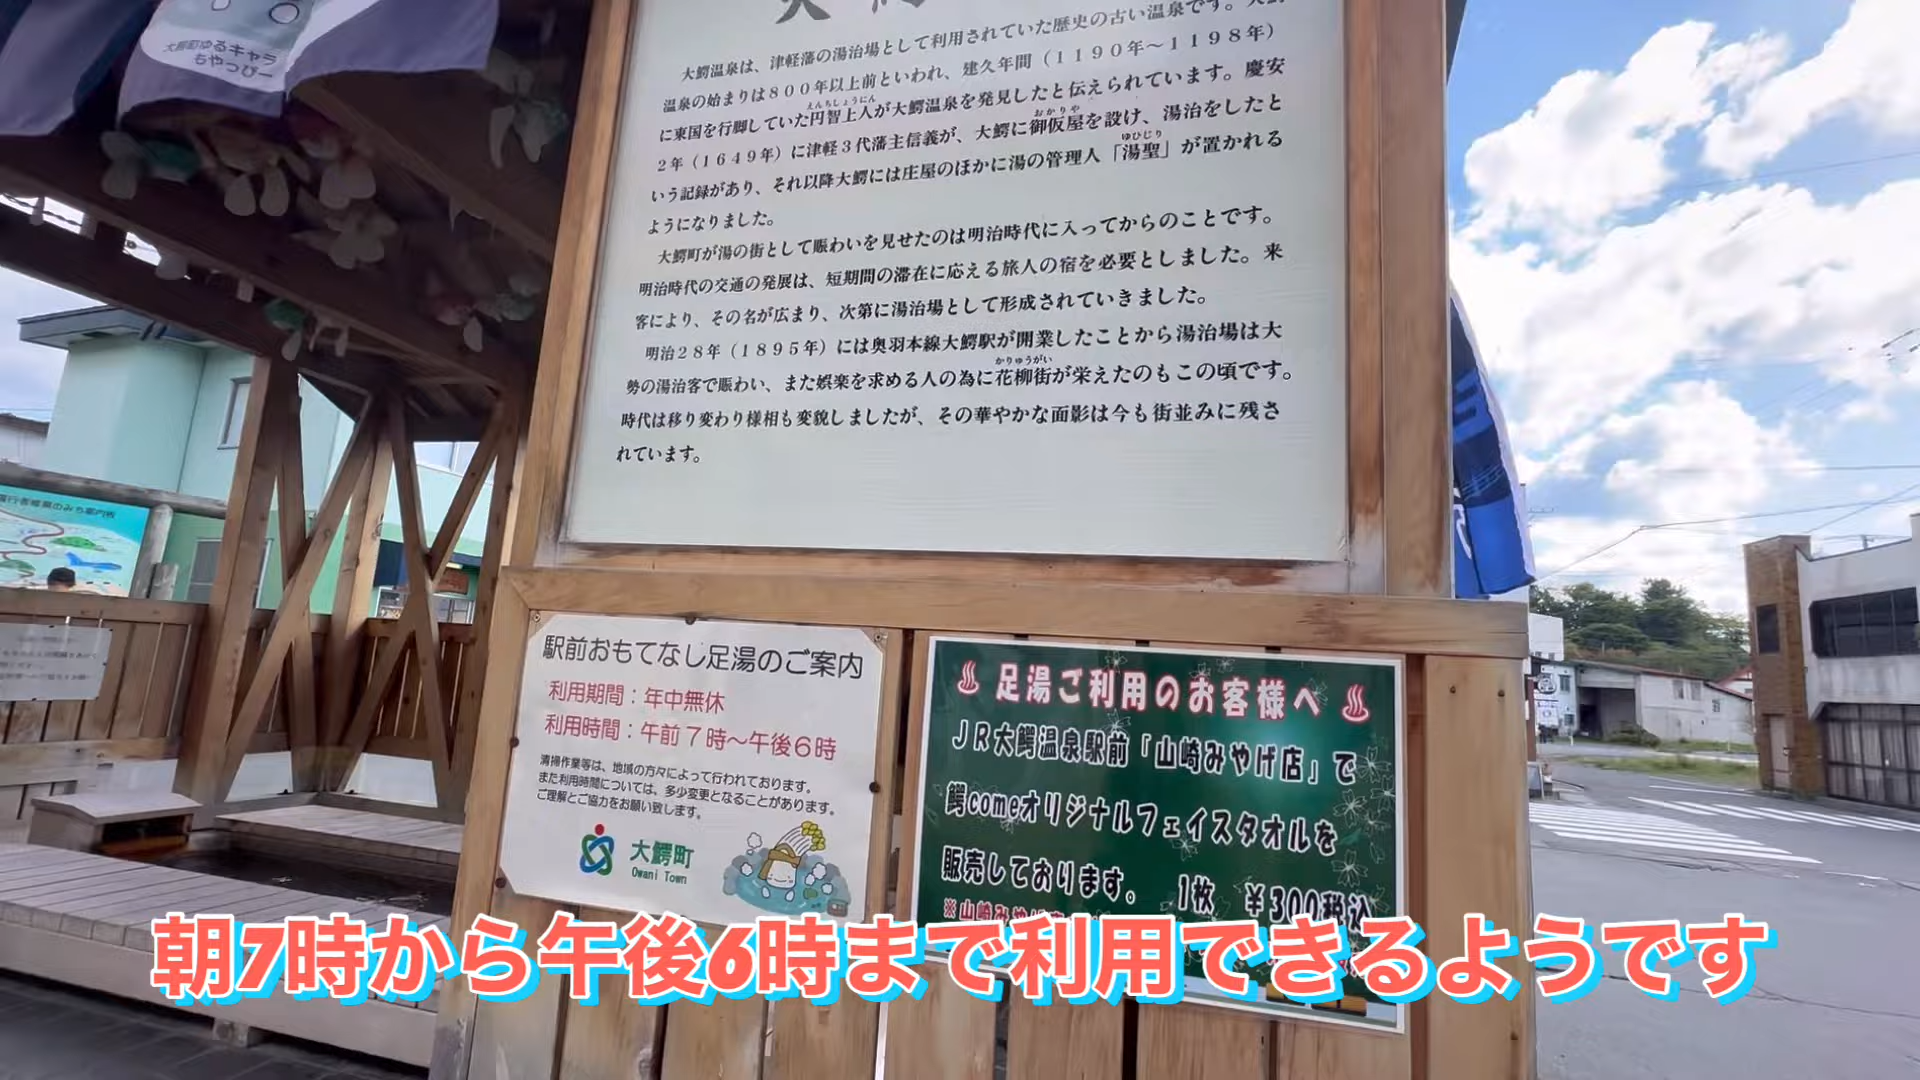 大鰐町ゆるキャラ
もやっぴー
大鰐温泉は、津軽藩の湯治場として利用されていた歴史の古い温泉です。
温泉の始まりは８００年以上前といわれ、建久年間（１１９０年～１１９８年）
に東国を行脚していた円智上人が大鰐温泉を発見したと伝えられています。慶安
えんちしょうにん
２年（１６４９年）に津軽３代藩主信義が、大鰐に御仮屋を設け、湯治をしたと
おかりや
いう記録があり、それ以降大鰐には庄屋のほかに湯の管理人「湯聖」が置かれる
ゆひじり
ようになりました。
大鰐町が湯の街として賑わいを見せたのは明治時代に入ってからのことです。
明治時代の交通の発展は、短期間の滞在に応える旅人の宿を必要としました。来
客により、その名が広まり、次第に湯治場として形成されていきました。
明治２８年（１８９５年）には奥羽本線大鰐駅が開業したことから湯治場は大
勢の湯治客で賑わい、また娯楽を求める人の為に花柳街が栄えたのもこの頃です。
かりゅうがい
時代は移り変わり様相も変貌しましたが、その華やかな面影は今も街並みに残さ
れています。
駅前おもてなし足湯のご案内
利用期間：年中無休
利用時間：午前７時～午後６時
清掃作業等は、地域の方々によって行われております。
また利用時間については、多少変更となることがあります。
ご理解とご協力をお願い致します。
大鰐町
Owani Town
♨ 足湯ご利用のお客様へ ♨
ＪＲ大鰐温泉駅前「山崎みやげ店」で
鰐comeオリジナルフェイスタオルを
販売しております。 1枚 ￥300税込
朝7時から午後6時まで利用できるようです